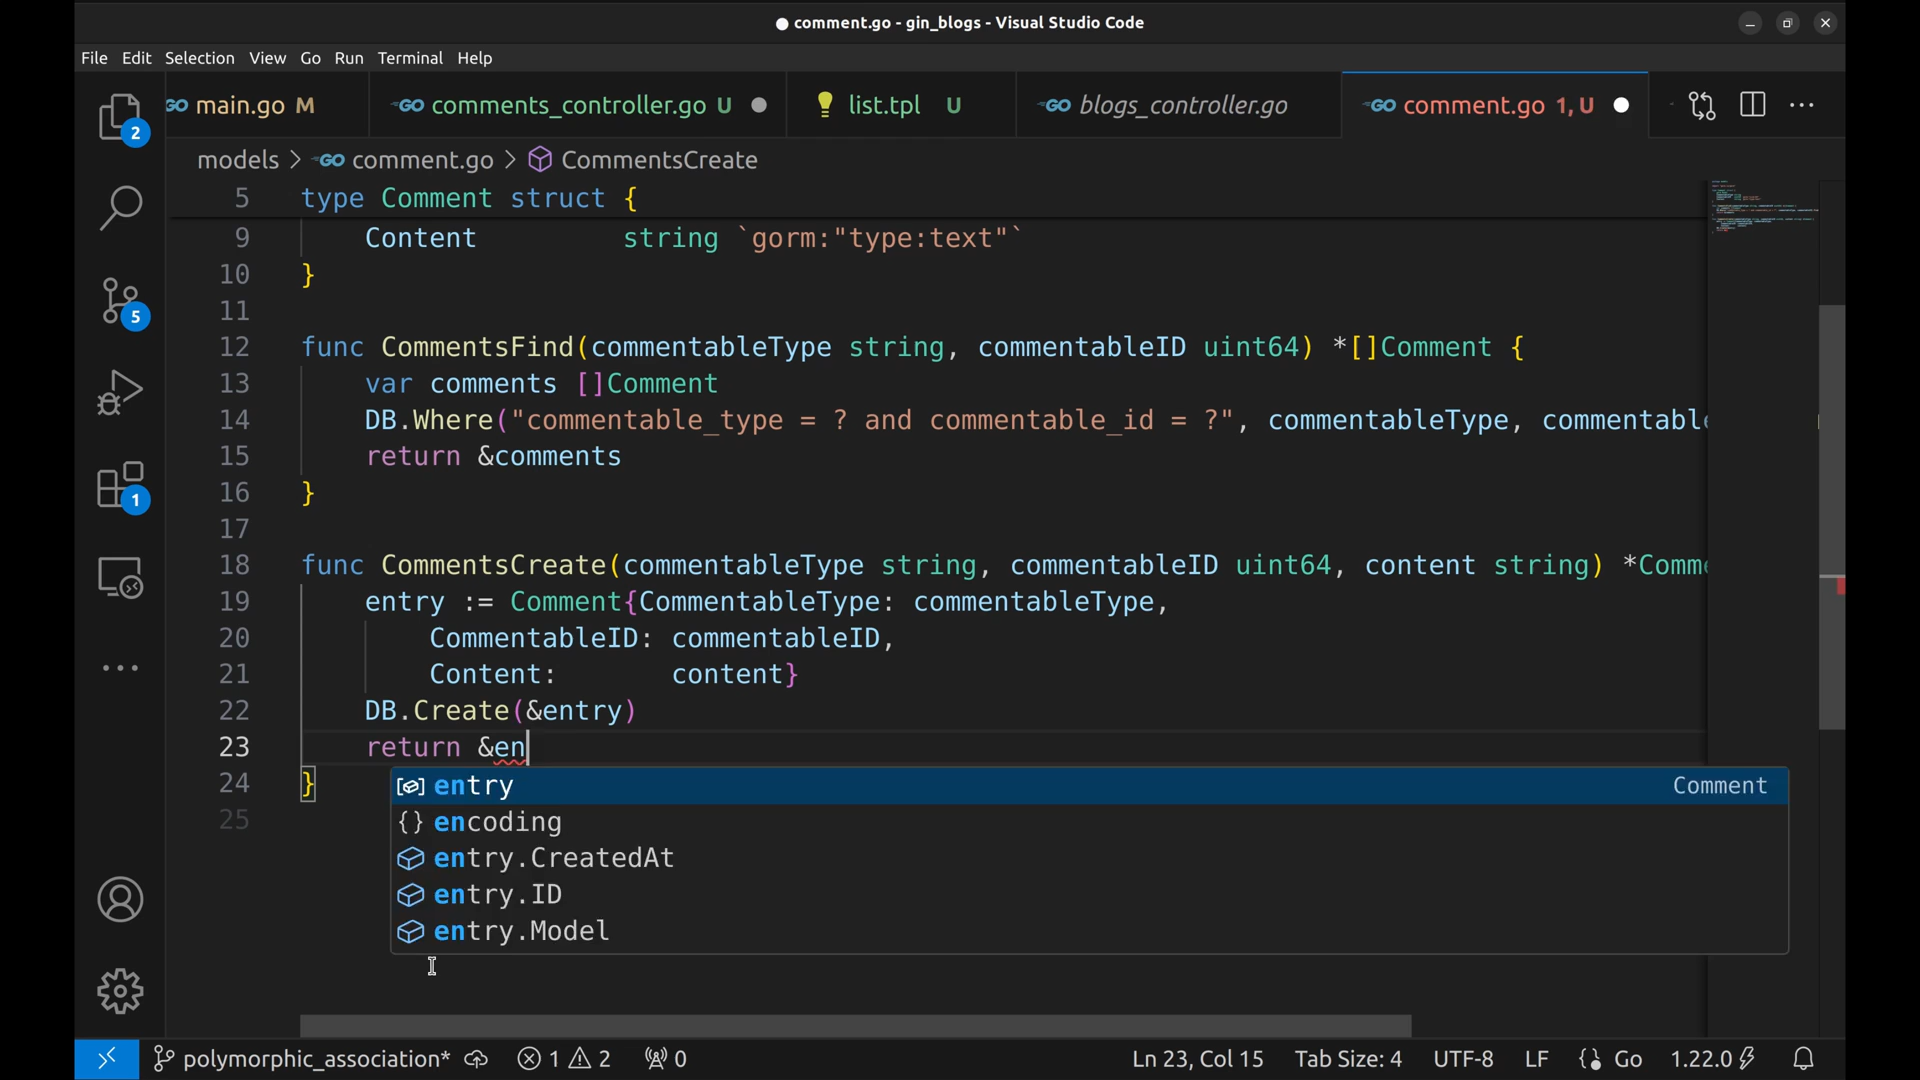 comment.go - gin_blogs - Visual Studio Code
File Edit Selection View Go Run Terminal Help
main.go M comments_controller.go U list.tpl U blogs_controller.go comment.go 1, U
models > comment.go > CommentsCreate
5 type Comment struct {
9 Content string `gorm:"type:text"`
10 }
11
12 func CommentsFind(commentableType string, commentableID uint64) *[]Comment {
13 var comments []Comment
14 DB.Where("commentable_type = ? and commentable_id = ?", commentableType, commentable
15 return &comments
16 }
17
18 func CommentsCreate(commentableType string, commentableID uint64, content string) *Comme
19 entry := Comment{CommentableType: commentableType,
20 CommentableID: commentableID,
21 Content: content}
22 DB.Create(&entry)
23 return &en
24 }
25
entry Comment
encoding
entry.CreatedAt
entry.ID
entry.Model
2
5
1
polymorphic_association* 1 2 0 Ln 23, Col 15 Tab Size: 4 UTF-8 LF Go 1.22.0